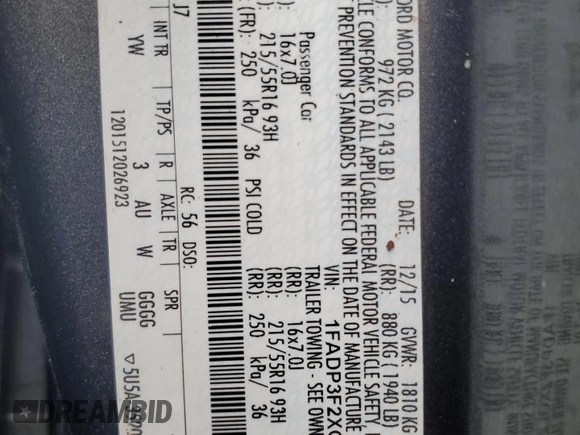 ORD MOTOR CO. DATE: 12/15 GVWR: 1810 KG
972 KG ( 2143 LB) (RR): 880 KG ( 1940 LB)
LE CONFORMS TO ALL APPLICABLE FEDERAL MOTOR VEHICLE SAFETY
PREVENTION STANDARDS IN EFFECT ON THE DATE OF MANUFACTURE
VIN: 1FADP3F2X
Passenger Car TRAILER TOWING - SEE OWN
16x7.0J (RR): 16x7.0J
215/55R16 93H (RR): 215/55R16 93H
(FR): 250 kPa/ 36 PSI COLD (RR): 250 kPa/ 36
RC: 56 DSO:
J7
INT TR TP/PS R AXLE TR SPR
YW 3 AU W GGGG
UMU
1201512026923 ▽5U5A
EPICVIN